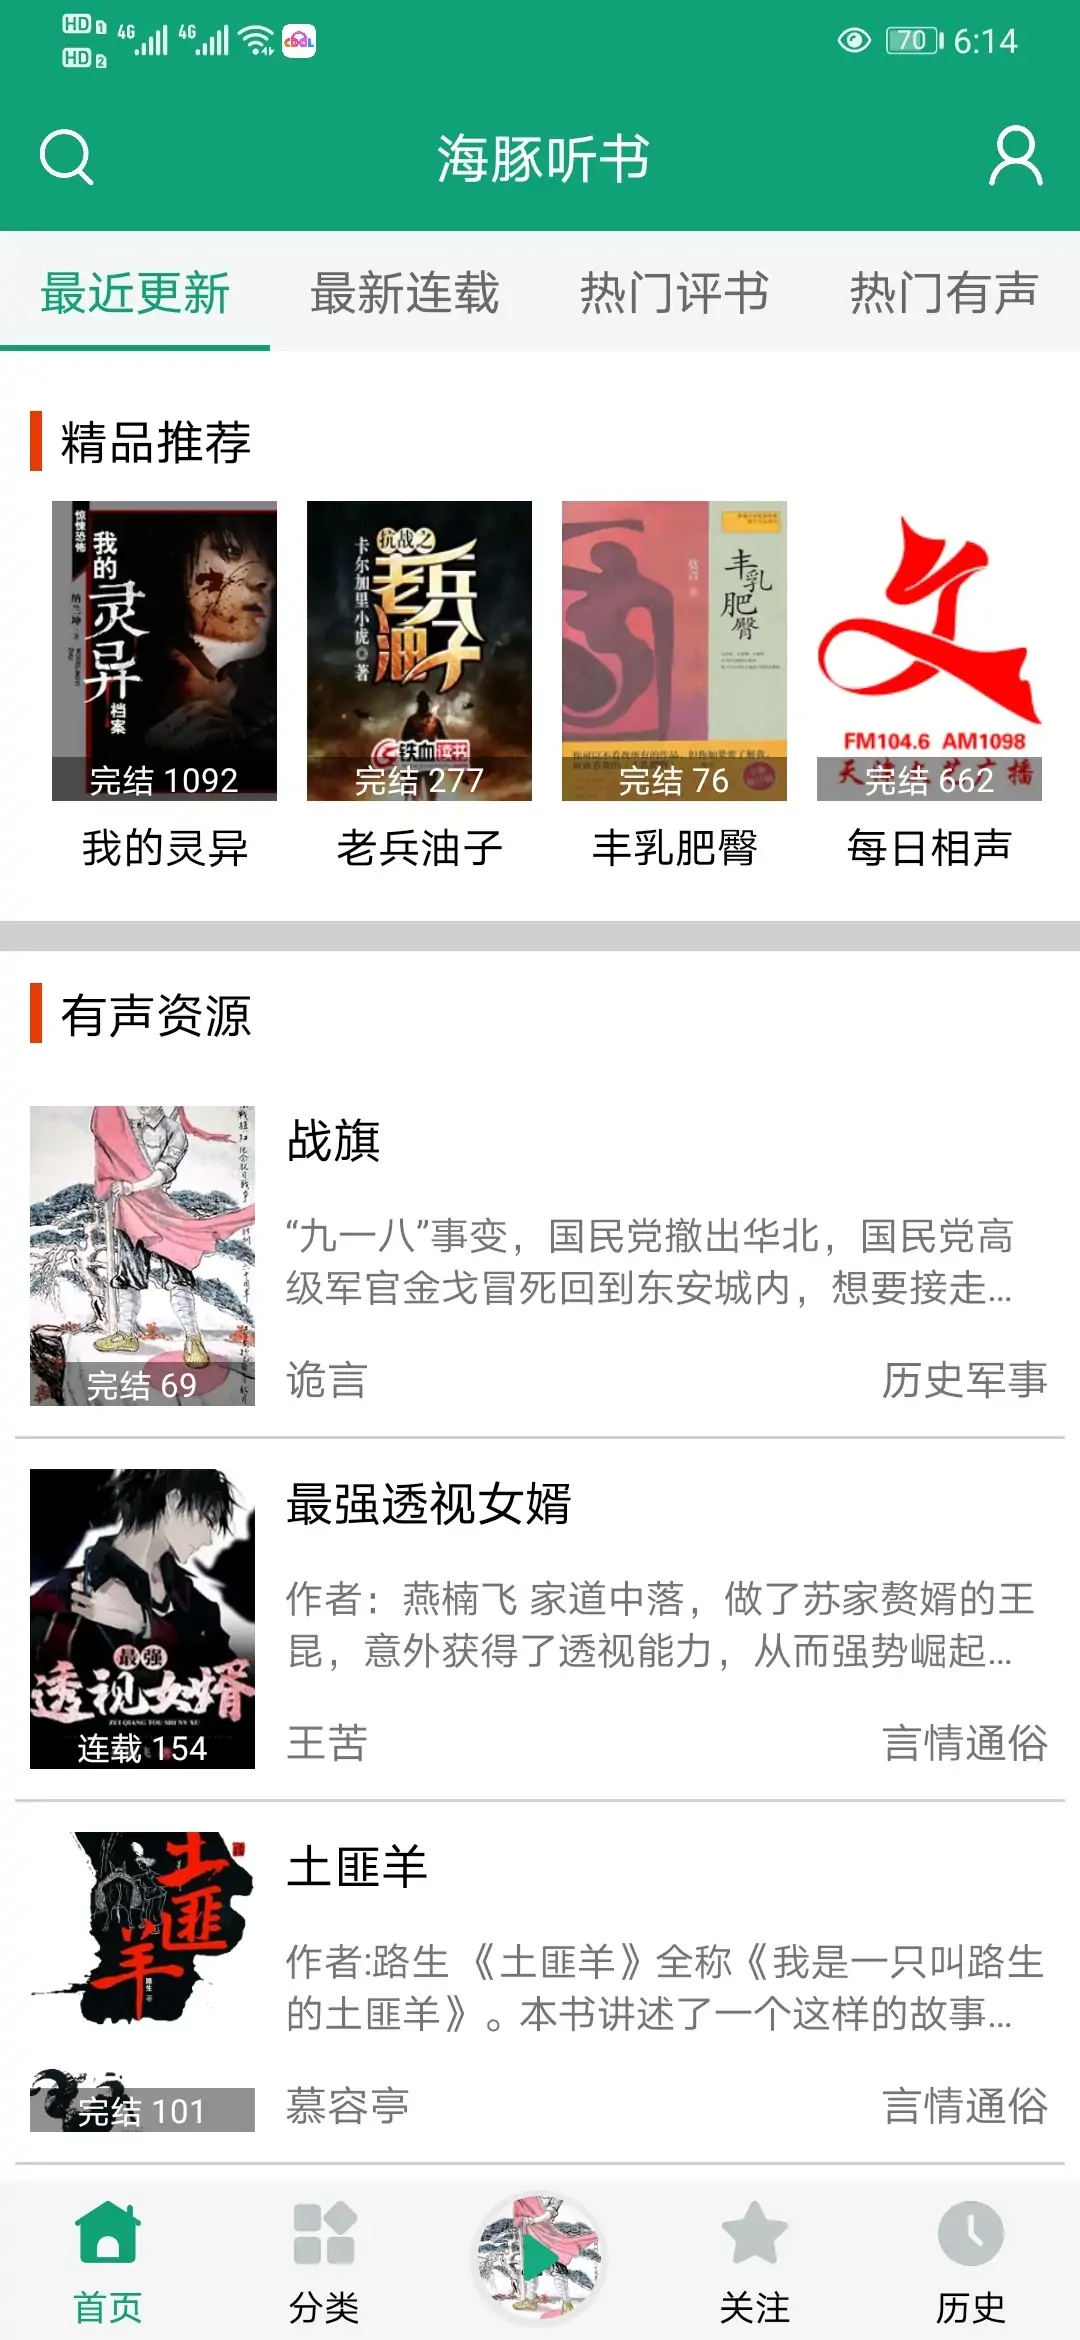 HD 1 4G 4G
HD 2
70 6:14
海豚听书
最近更新 最新连载 热门评书 热门有声
精品推荐
惊悚恐怖
我的灵异档案
完结 1092
抗战之
老兵油子
卡尔加里小虎◎著
铁血读书
完结 277
丰乳肥臀
莫言
完结 76
FM104.6 AM1098
完结 662
我的灵异 老兵油子 丰乳肥臀 每日相声
有声资源
完结 69
战旗
“九一八”事变，国民党撤出华北，国民党高
级军官金戈冒死回到东安城内，想要接走...
诡言 历史军事
最强
透视女婿
ZUI QIANG TOU SHI NV XU
连载 154
最强透视女婿
作者：燕楠飞 家道中落，做了苏家赘婿的王
昆，意外获得了透视能力，从而强势崛起...
王苦 言情通俗
土匪羊
路生 著
完结 101
土匪羊
作者:路生 《土匪羊》全称《我是一只叫路生
的土匪羊》。本书讲述了一个这样的故事...
慕容亭 言情通俗
首页 分类 关注 历史